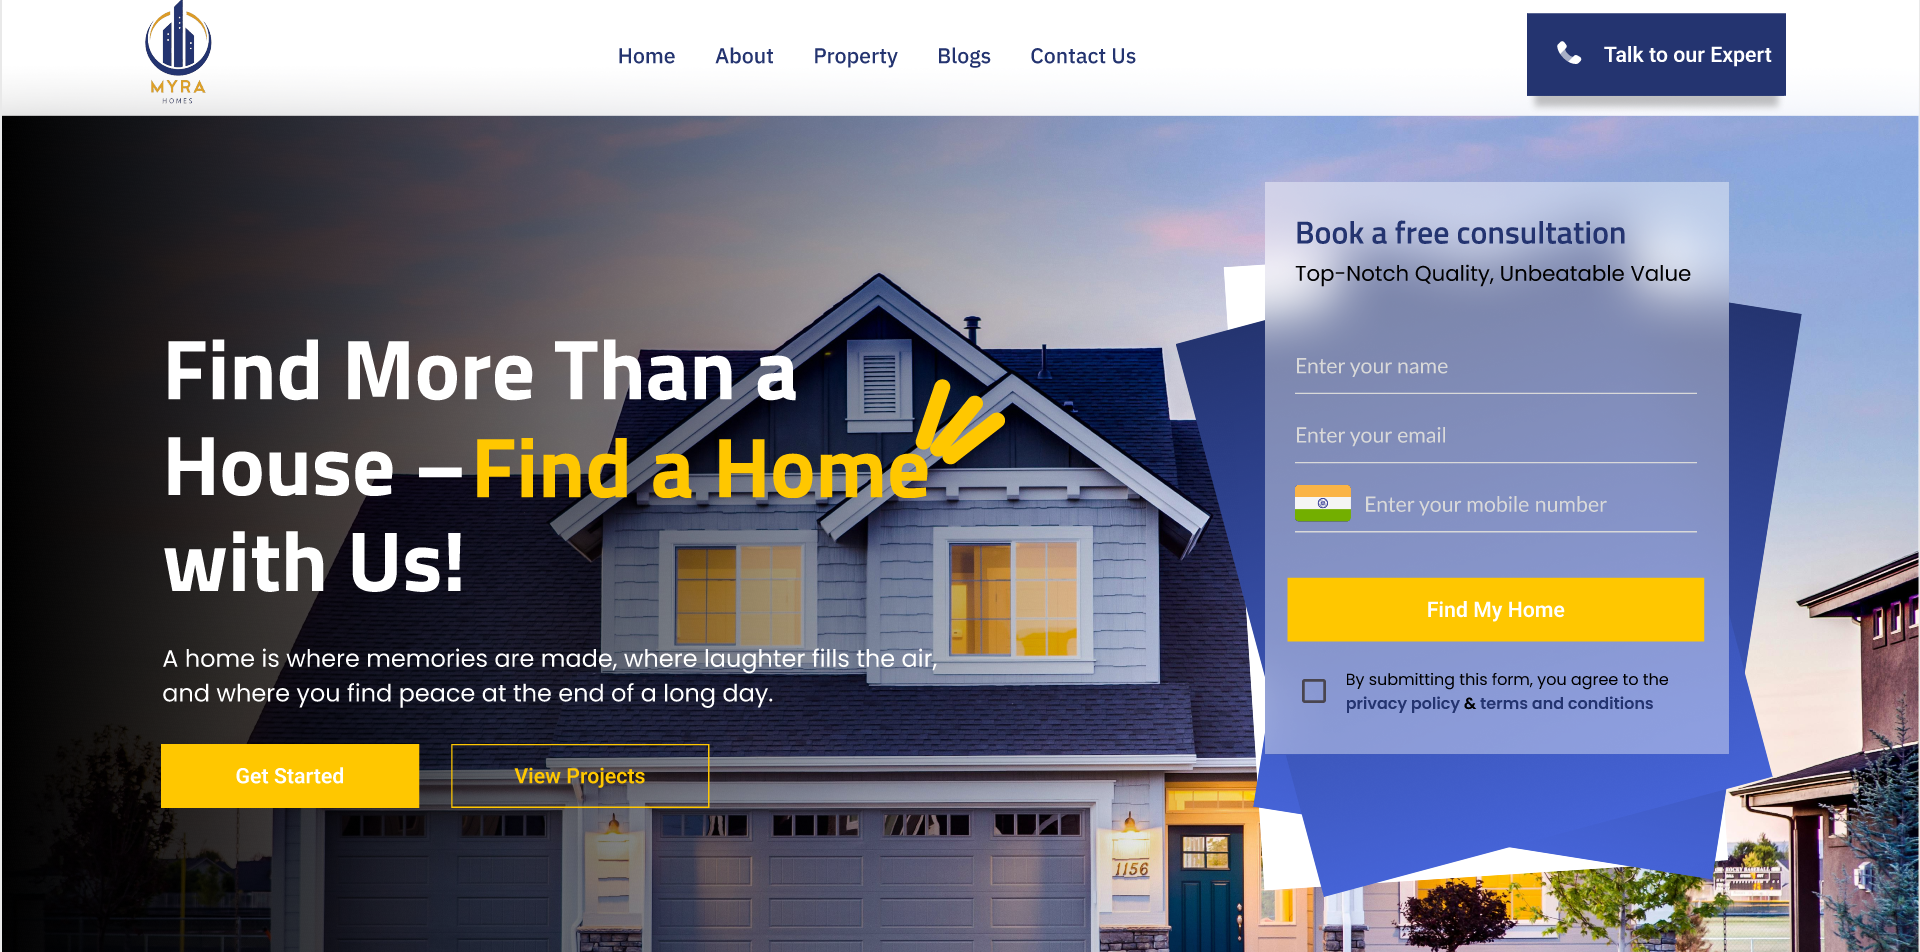 MYRA
HOMES
Home About Property Blogs Contact Us
Talk to our Expert
Find More Than a
House – Find a Home
with Us!
A home is where memories are made, where laughter fills the air,
and where you find peace at the end of a long day.
Get Started
View Projects
Book a free consultation
Top-Notch Quality, Unbeatable Value
Enter your name
Enter your email
Enter your mobile number
Find My Home
By submitting this form, you agree to the
privacy policy & terms and conditions
1156